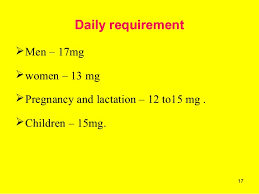 Daily requirement
➢Men – 17mg
➢women – 13 mg
➢Pregnancy and lactation – 12 to15 mg .
➢Children – 15mg.
17